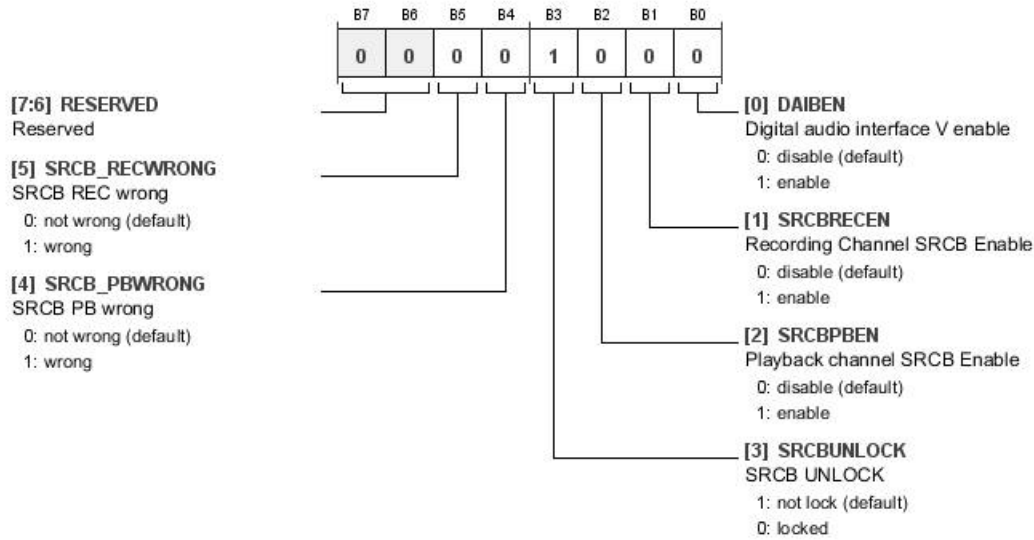 B7 B6 B5 B4 B3 B2 B1 B0
0 0 0 0 1 0 0 0
[7:6] RESERVED
Reserved
[5] SRCB_RECWRONG
SRCB REC wrong
0: not wrong (default)
1: wrong
[4] SRCB_PBWRONG
SRCB PB wrong
0: not wrong (default)
1: wrong
[0] DAIBEN
Digital audio interface V enable
0: disable (default)
1: enable
[1] SRCBRECEN
Recording Channel SRCB Enable
0: disable (default)
1: enable
[2] SRCBPBEN
Playback channel SRCB Enable
0: disable (default)
1: enable
[3] SRCBUNLOCK
SRCB UNLOCK
1: not lock (default)
0: locked